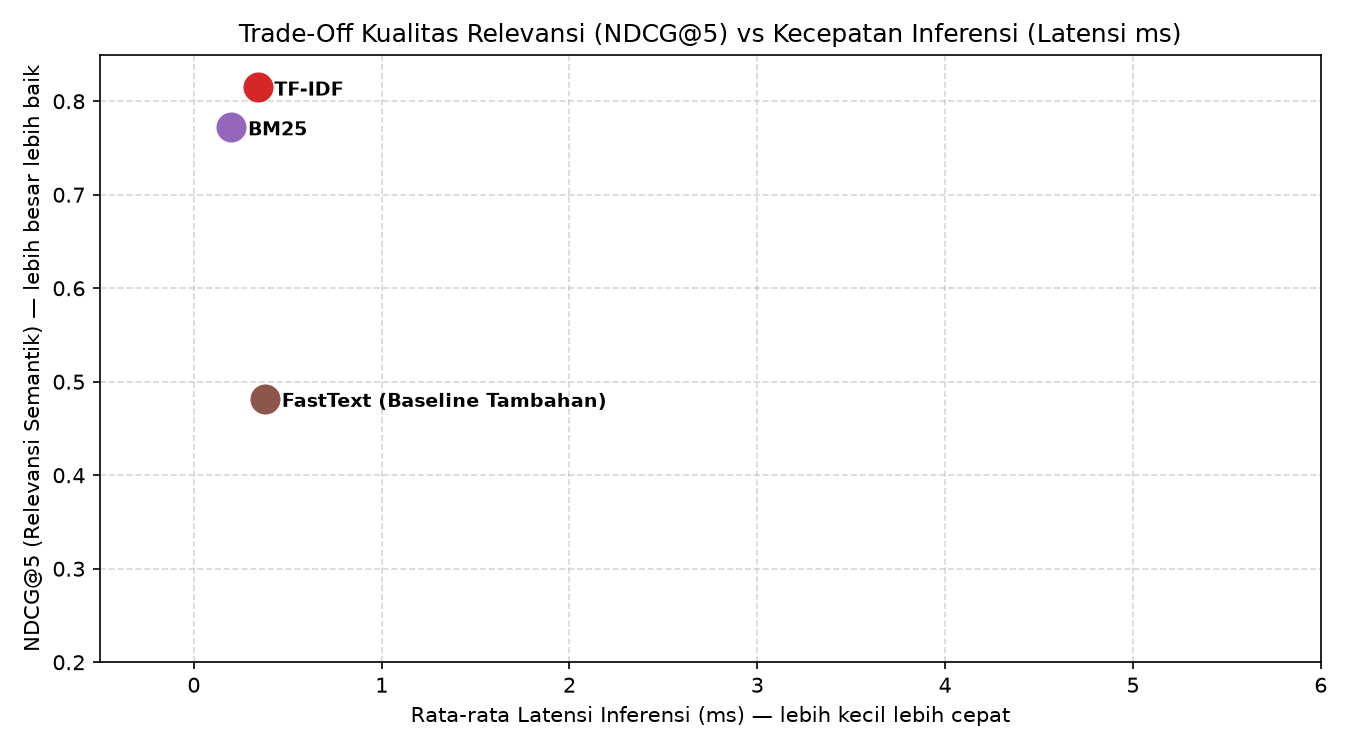 Trade-Off Kualitas Relevansi (NDCG@5) vs Kecepatan Inferensi (Latensi ms)
NDCG@5 (Relevansi Semantik) — lebih besar lebih baik
0.8
0.7
0.6
0.5
0.4
0.3
0.2
TF-IDF
BM25
FastText (Baseline Tambahan)
0 1 2 3 4 5 6
Rata-rata Latensi Inferensi (ms) — lebih kecil lebih cepat